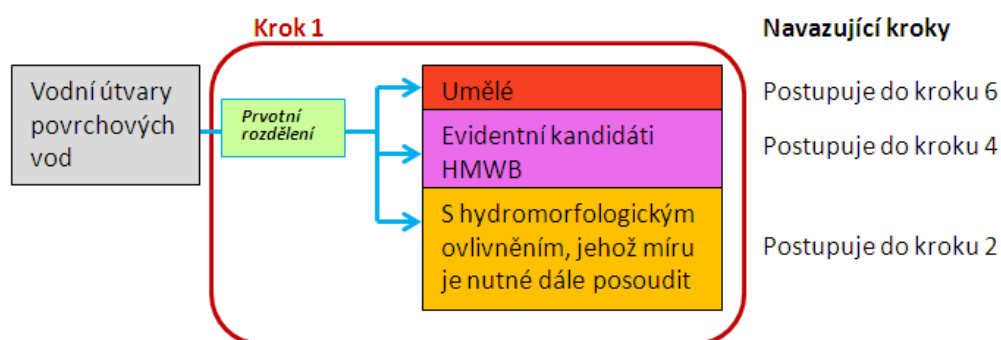 Krok 1
Navazující kroky
Vodní útvary
povrchových
vod
Prvotní
rozdělení
Umělé
Postupuje do kroku 6
Evidentní kandidáti
HMWB
Postupuje do kroku 4
S hydromorfologickým
ovlivněním, jehož míru
je nutné dále posoudit
Postupuje do kroku 2